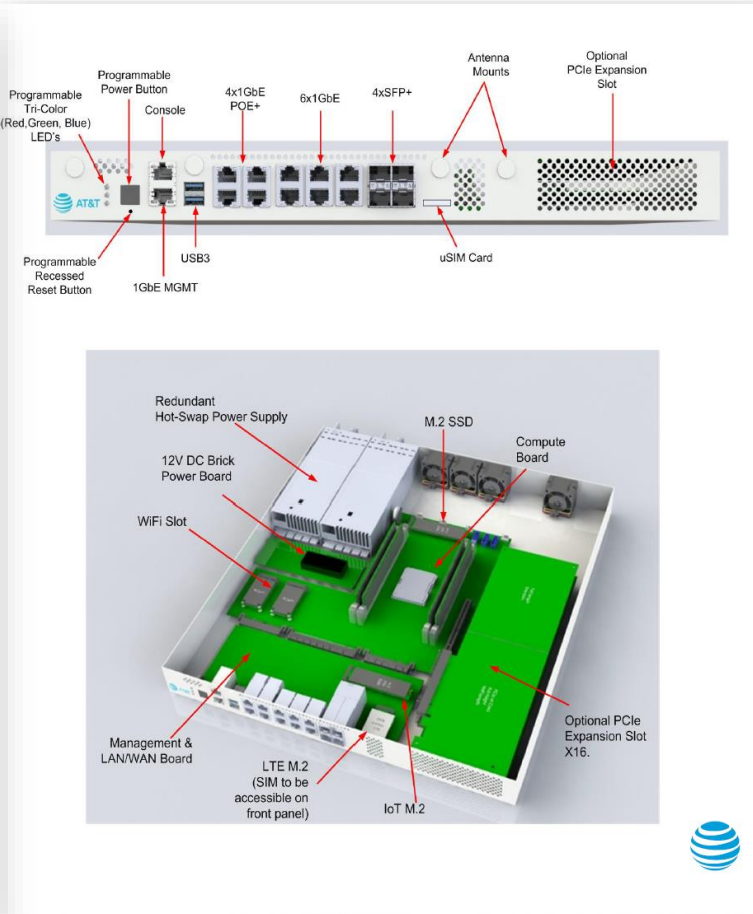 Programmable
Tri-Color
(Red,Green, Blue)
LED's
Programmable
Power Button
Console
4x1GbE
POE+
6x1GbE
4xSFP+
Antenna
Mounts
Optional
PCIe Expansion
Slot
AT&T
Programmable
Recessed
Reset Button
1GbE MGMT
USB3
uSIM Card
Redundant
Hot-Swap Power Supply
12V DC Brick
Power Board
WiFi Slot
M.2 SSD
Compute
Board
Management &
LAN/WAN Board
LTE M.2
(SIM to be
accessible on
front panel)
IoT M.2
Optional PCIe
Expansion Slot
X16.